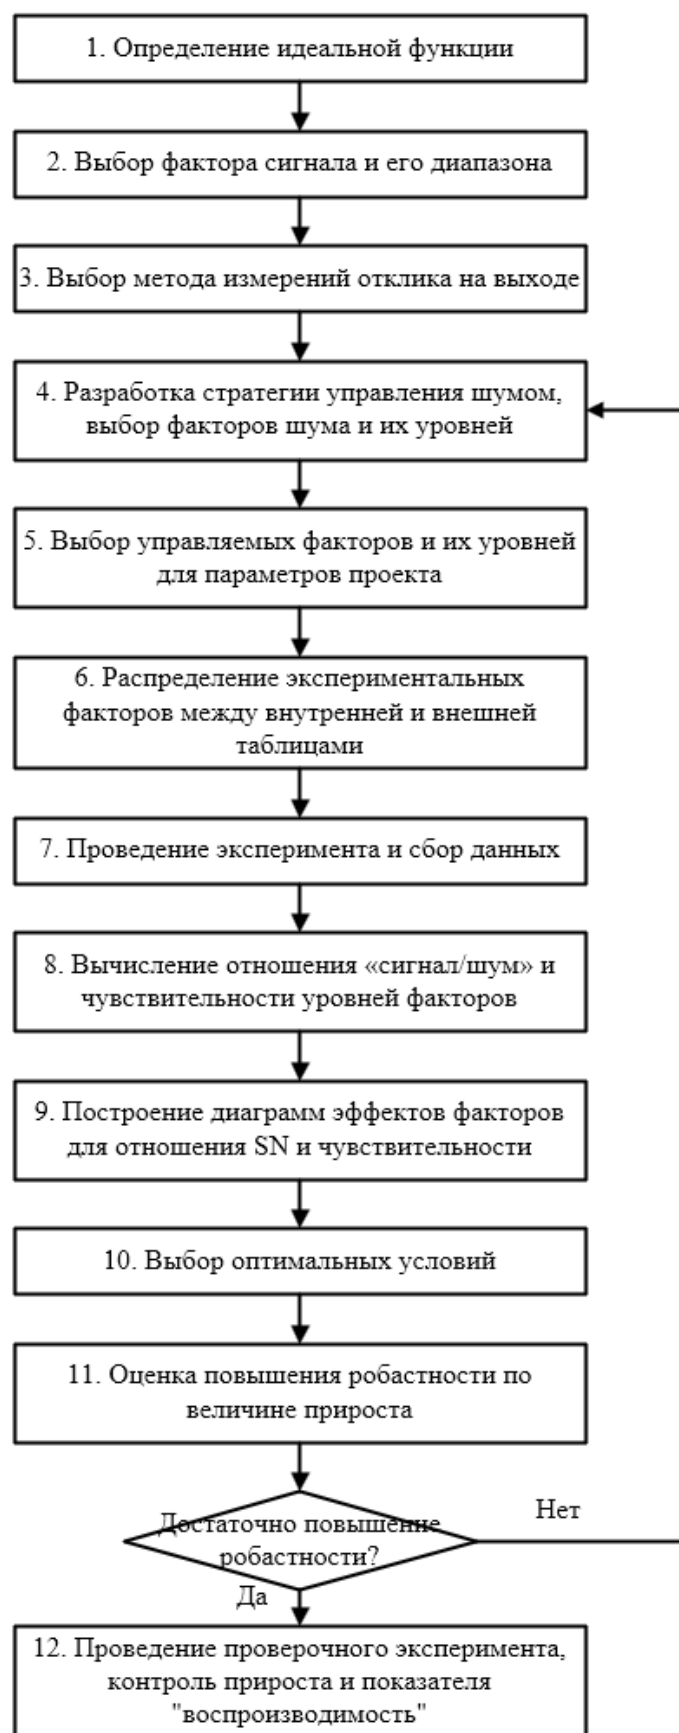 1. Определение идеальной функции
2. Выбор фактора сигнала и его диапазона
3. Выбор метода измерений отклика на выходе
4. Разработка стратегии управления шумом,
выбор факторов шума и их уровней
5. Выбор управляемых факторов и их уровней
для параметров проекта
6. Распределение экспериментальных
факторов между внутренней и внешней
таблицами
7. Проведение эксперимента и сбор данных
8. Вычисление отношения «сигнал/шум» и
чувствительности уровней факторов
9. Построение диаграмм эффектов факторов
для отношения SN и чувствительности
10. Выбор оптимальных условий
11. Оценка повышения робастности по
величине прироста
Достаточно повышение
робастности?
Нет
Да
12. Проведение проверочного эксперимента,
контроль прироста и показателя
"воспроизводимость"